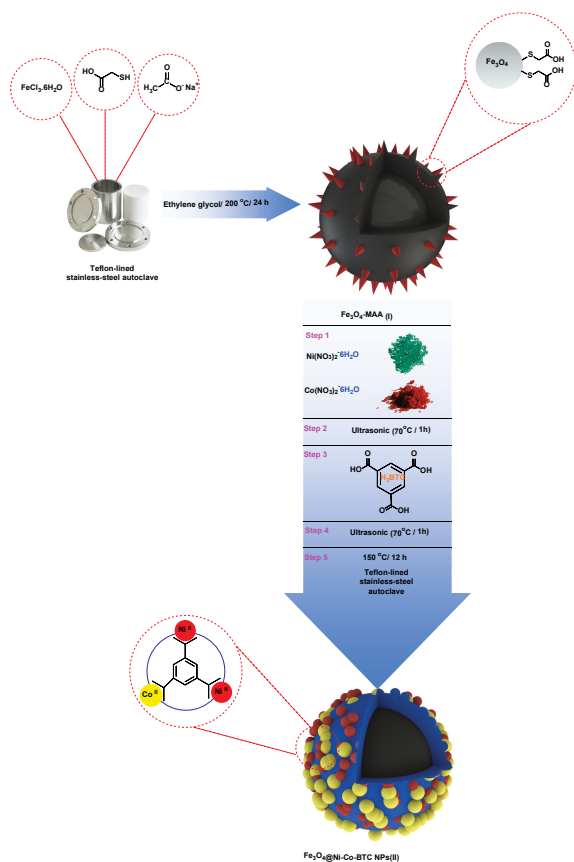 FeCl₃.6H₂O
HO
SH
O
O
H₃C
O⁻ Na⁺
Fe₃O₄
S
O
OH
S
OH
O
Ethylene glycol/ 200 °C/ 24 h
Teflon-lined
stainless-steel autoclave
Fe₃O₄-MAA (I)
Step 1
Ni(NO₃)₂·6H₂O
Co(NO₃)₂·6H₂O
Step 2 Ultrasonic (70°C / 1h)
Step 3
O
O
HO
OH
H₃BTC
O
OH
Step 4 Ultrasonic (70°C / 1h)
Step 5 150 °C/ 12 h
Teflon-lined
stainless-steel
autoclave
Ni II
Co II
Ni II
Fe₃O₄@Ni-Co-BTC NPs(II)